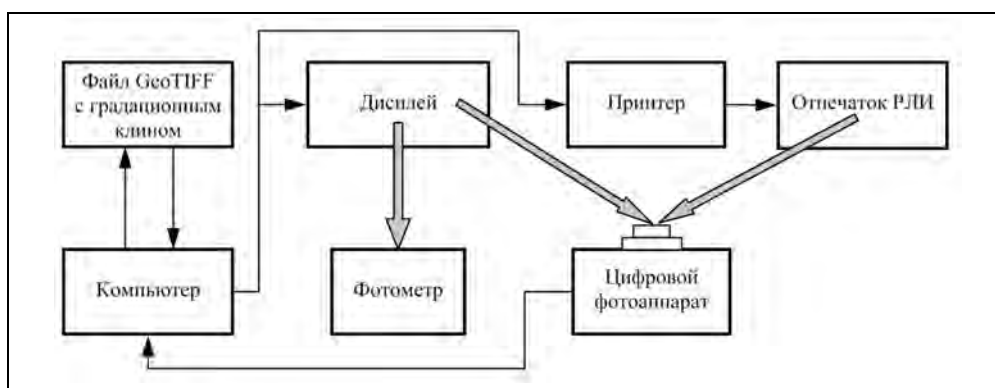 Файл GeoTIFF
с градационным
клином
Дисплей
Принтер
Отпечаток РЛИ
Компьютер
Фотометр
Цифровой
фотоаппарат